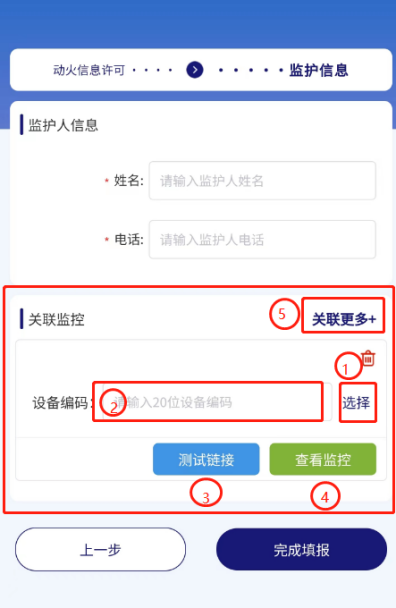 动火信息许可 · · · · · · · · · 监护信息
监护人信息
* 姓名: 请输入监护人姓名
* 电话: 请输入监护人电话
关联监控 5 关联更多+
1
设备编码: 2 请输入20位设备编码 选择
测试链接 查看监控
3 4
上一步 完成填报